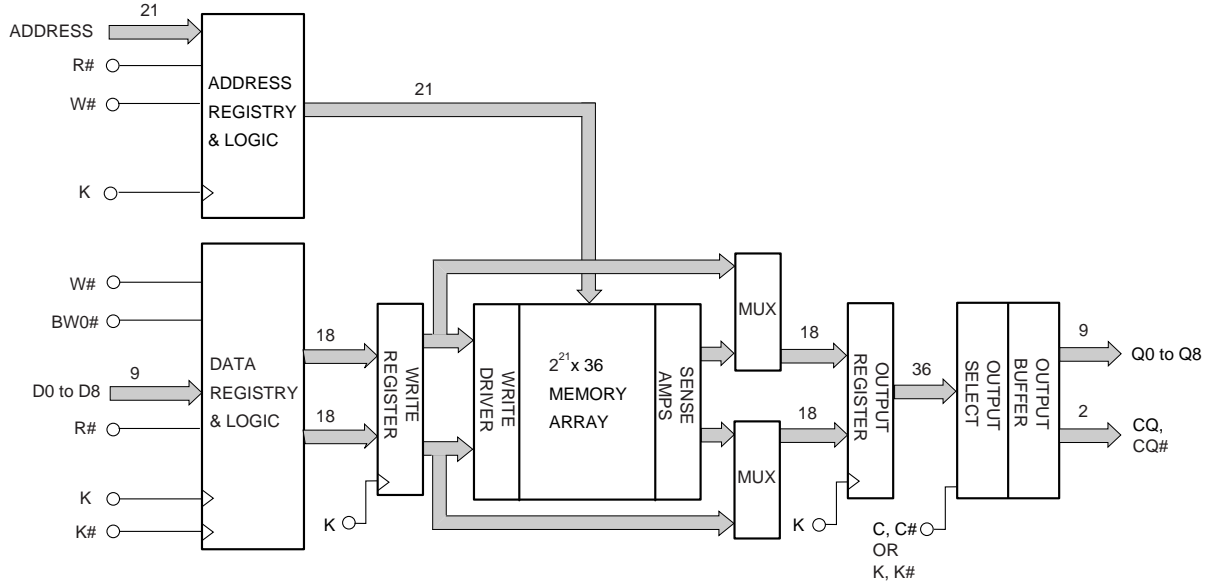 21
ADDRESS
R#
W#
K
ADDRESS
REGISTRY
& LOGIC
21
W#
BW0#
D0 to D8
9
R#
K
K#
DATA
REGISTRY
& LOGIC
18
18
WRITE
REGISTER
K
WRITE
DRIVER
2²¹ x 36
MEMORY
ARRAY
SENSE
AMPS
MUX
MUX
18
18
OUTPUT
REGISTER
K
36
OUTPUT
SELECT
OUTPUT
BUFFER
C, C#
OR
K, K#
9
Q0 to Q8
2
CQ,
CQ#